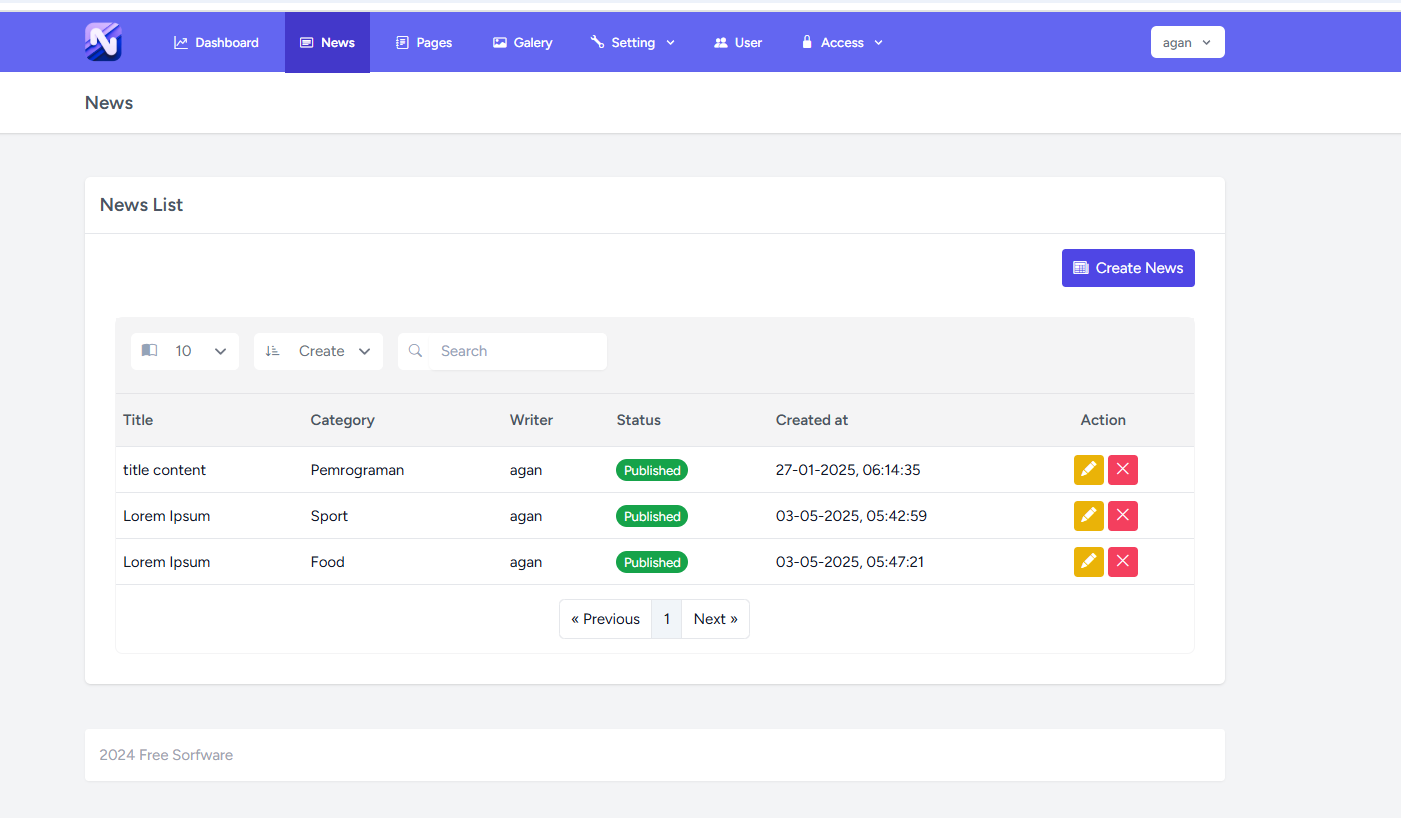 Dashboard News Pages Galery Setting User Access agan
News
News List
Create News
10 Create Search
Title Category Writer Status Created at Action
title content Pemrograman agan Published 27-01-2025, 06:14:35
Lorem Ipsum Sport agan Published 03-05-2025, 05:42:59
Lorem Ipsum Food agan Published 03-05-2025, 05:47:21
« Previous 1 Next »
2024 Free Sorfware